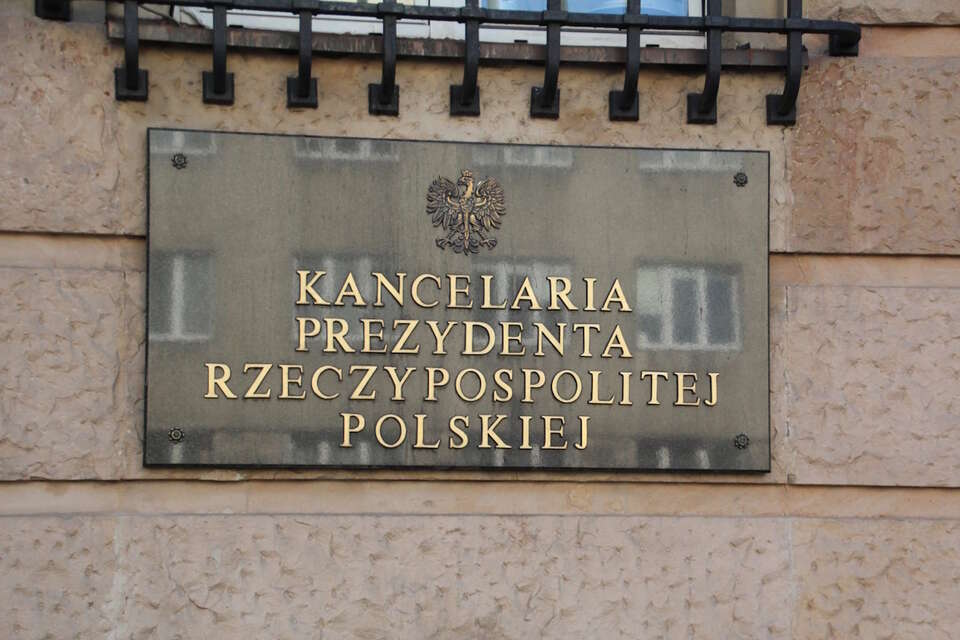 KANCELARIA
PREZYDENTA
RZECZYPOSPOLITEJ
POLSKIEJ